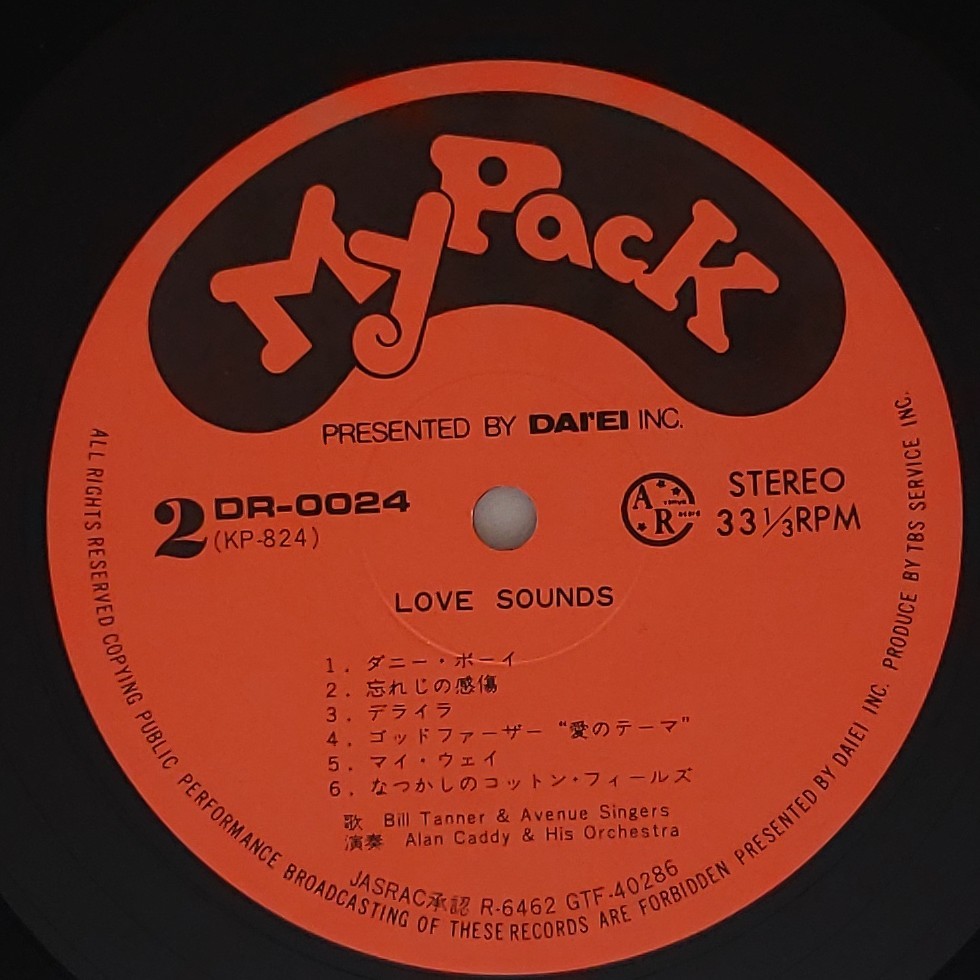 My Pack
PRESENTED BY DAI'EI INC.
2 DR-0024
(KP-824)
AR
STEREO
33 1/3 RPM
LOVE SOUNDS
1. ダニー・ボーイ
2. 忘れじの感傷
3. デライラ
4. ゴッドファーザー “愛のテーマ”
5. マイ・ウェイ
6. なつかしのコットン・フィールズ
歌 Bill Tanner & Avenue Singers
演奏 Alan Caddy & His Orchestra
JASRAC承認 R-6462 GTF-40286
ALL RIGHTS RESERVED COPYING PUBLIC PERFORMANCE BROADCASTING OF THESE RECORDS ARE FORBIDDEN PRESENTED BY DAIEI INC. PRODUCE BY TBS SERVICE INC.